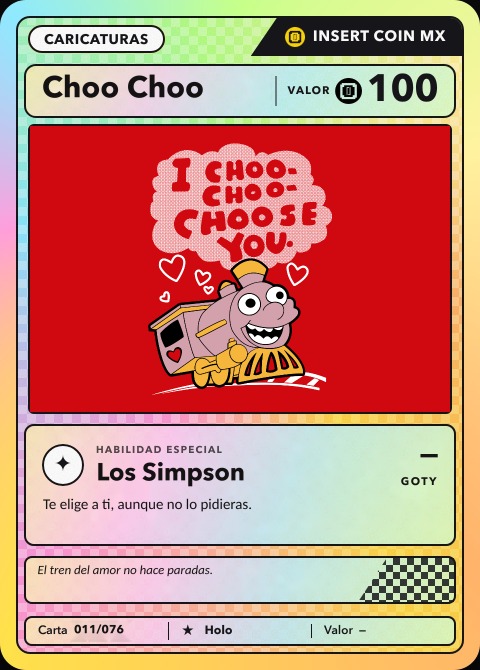 CARICATURAS
INSERT COIN MX
Choo Choo
VALOR 100
I CHOO-
CHOO-
CHOOSE
YOU.
HABILIDAD ESPECIAL
Los Simpson
—
GOTY
Te elige a ti, aunque no lo pidieras.
El tren del amor no hace paradas.
Carta 011/076 ★ Holo Valor —